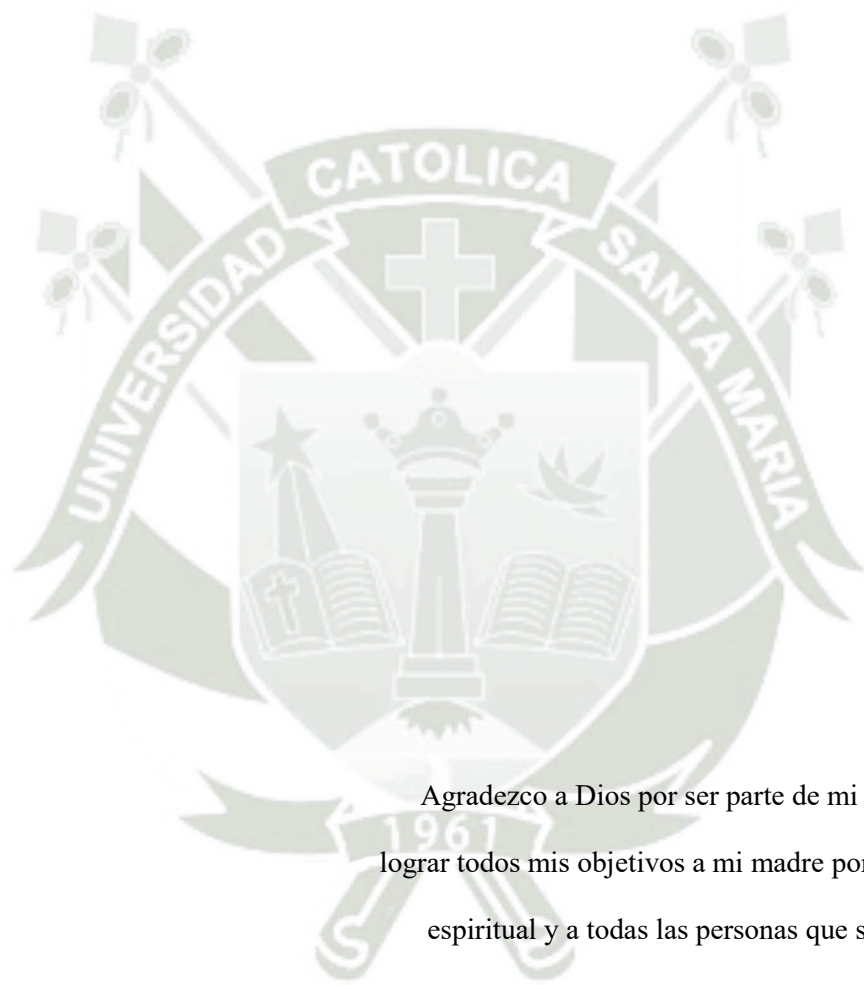 CATOLICA
UNIVERSIDAD
SANTA MARIA
Agradezco a Dios por ser parte de mi
1961
lograr todos mis objetivos a mi madre por
espiritual y a todas las personas que s